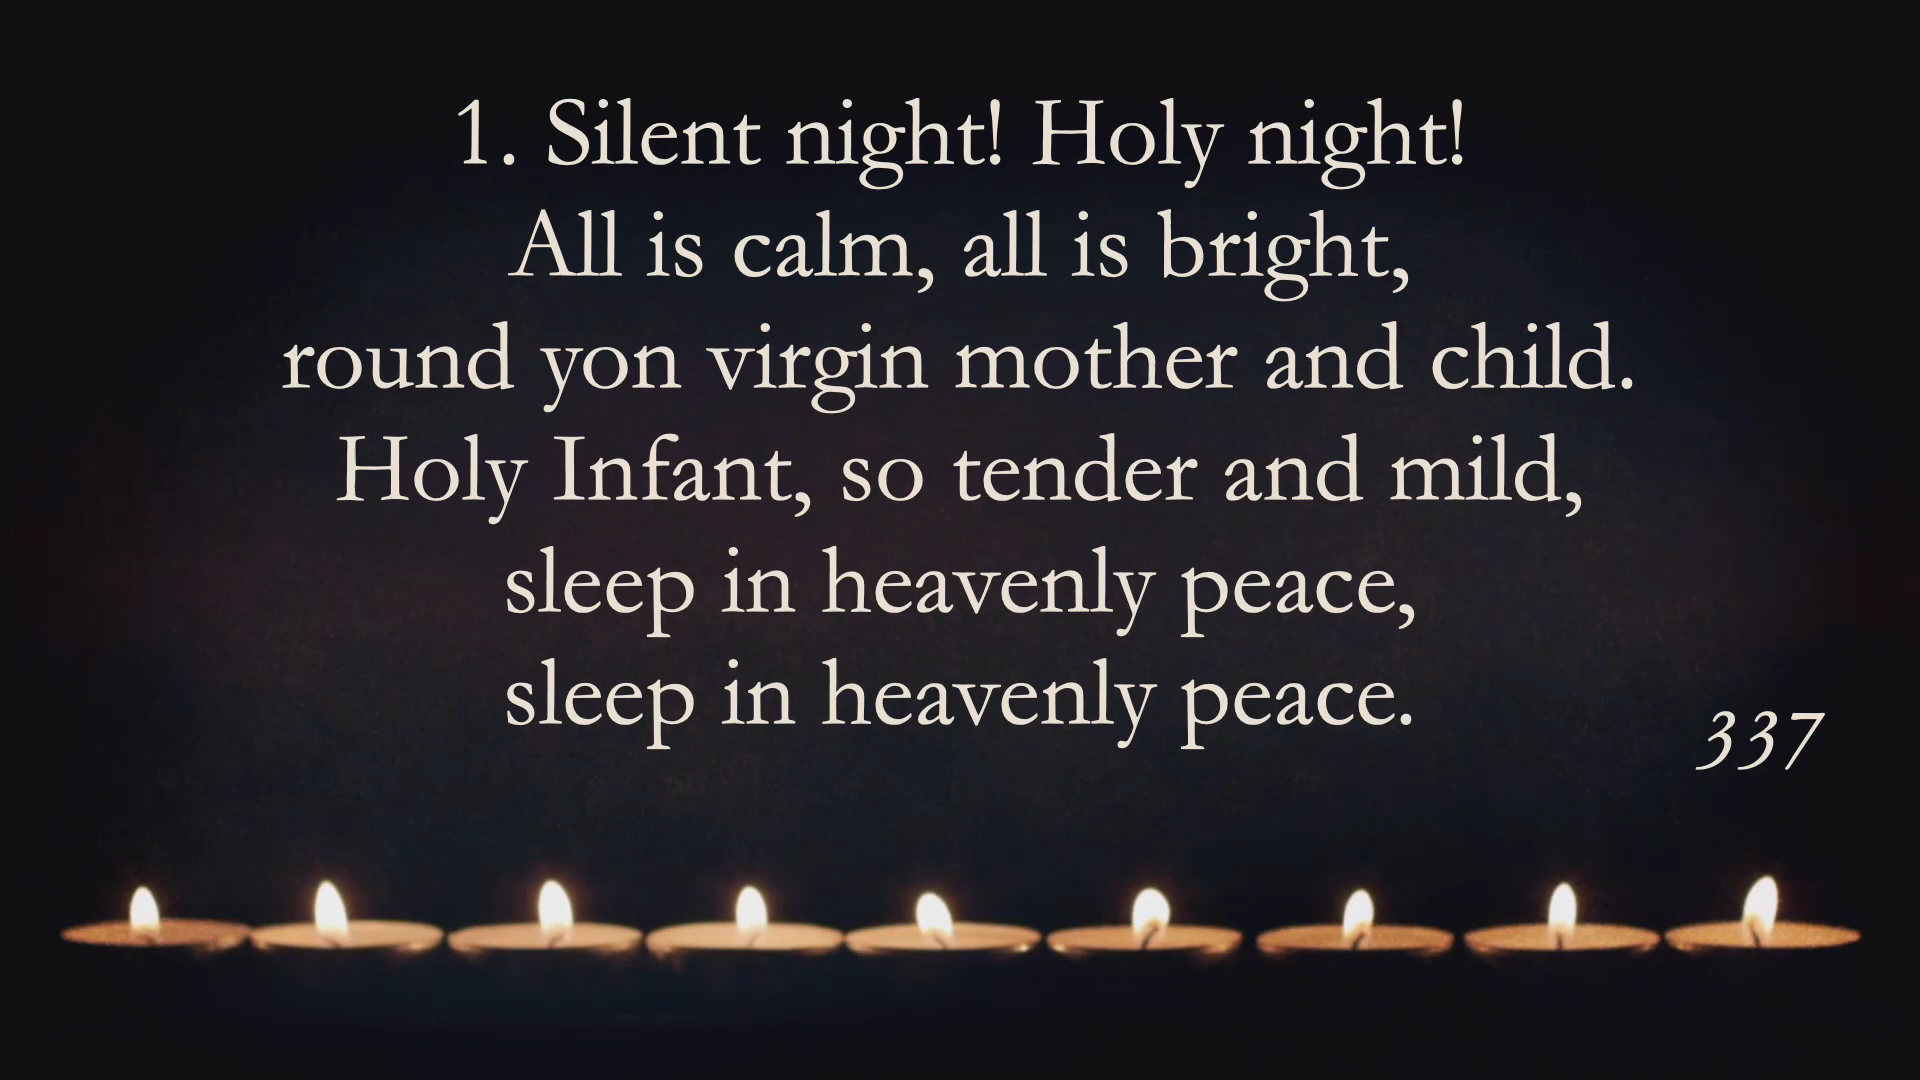 1. Silent night! Holy night!
All is calm, all is bright,
round yon virgin mother and child.
Holy Infant, so tender and mild,
sleep in heavenly peace,
sleep in heavenly peace.
337